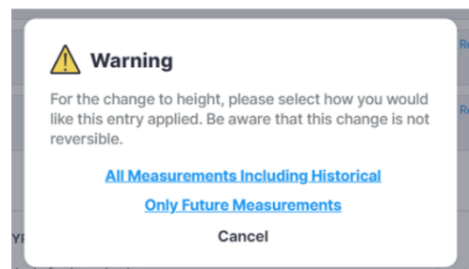 Warning
For the change to height, please select how you would
like this entry applied. Be aware that this change is not
reversible.
All Measurements Including Historical
Only Future Measurements
Cancel